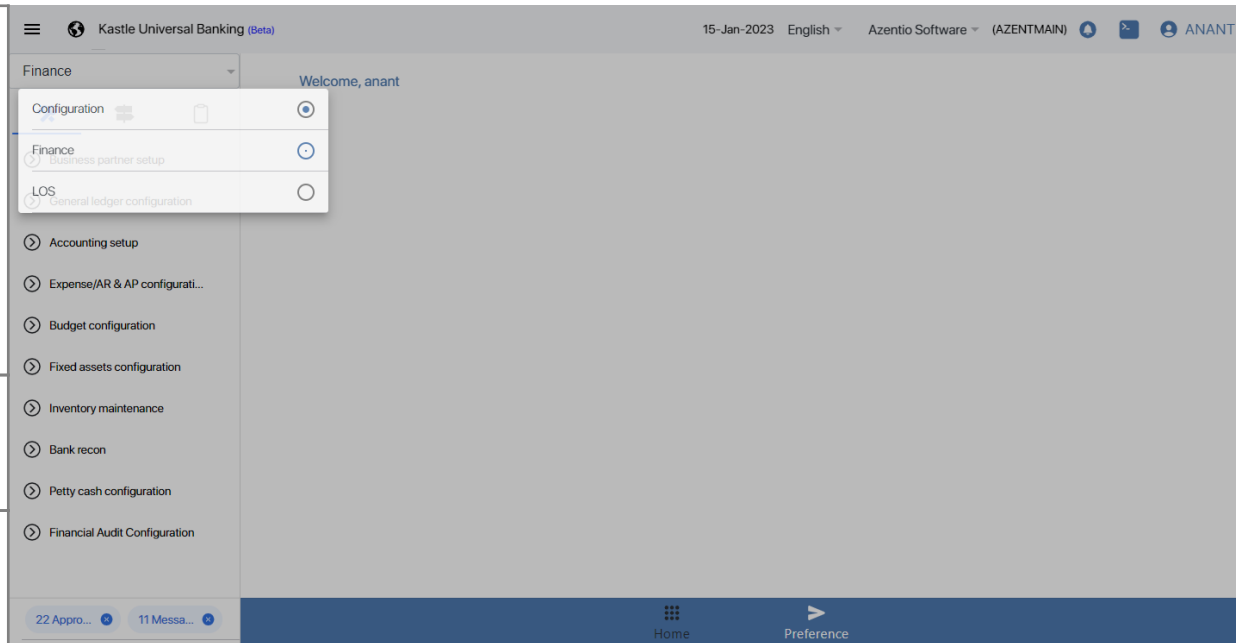 Kastle Universal Banking (Beta)
15-Jan-2023 English Azentio Software (AZENTMAIN) ANANT
Finance
Welcome, anant
Configuration
Finance
Business partner setup
LOS
General ledger configuration
Accounting setup
Expense/AR & AP configurati...
Budget configuration
Fixed assets configuration
Inventory maintenance
Bank recon
Petty cash configuration
Financial Audit Configuration
22 Appro... 11 Messa...
Home Preference